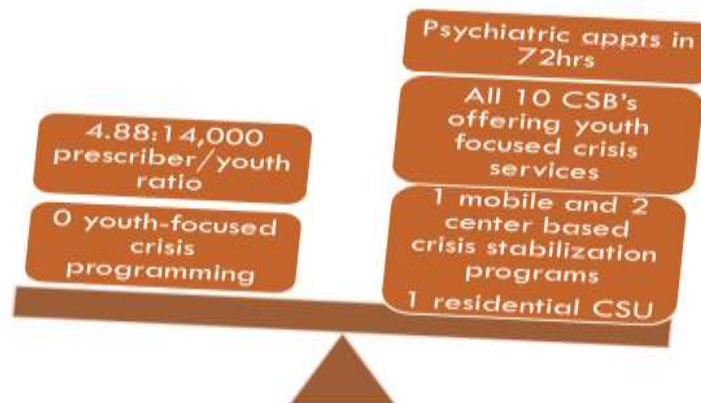 4.88:14,000
prescriber/youth
ratio
0 youth-focused
crisis
programming
Psychiatric appts in
72hrs
All 10 CSB's
offering youth
focused crisis
services
1 mobile and 2
center based
crisis stabilization
programs
1 residential CSU